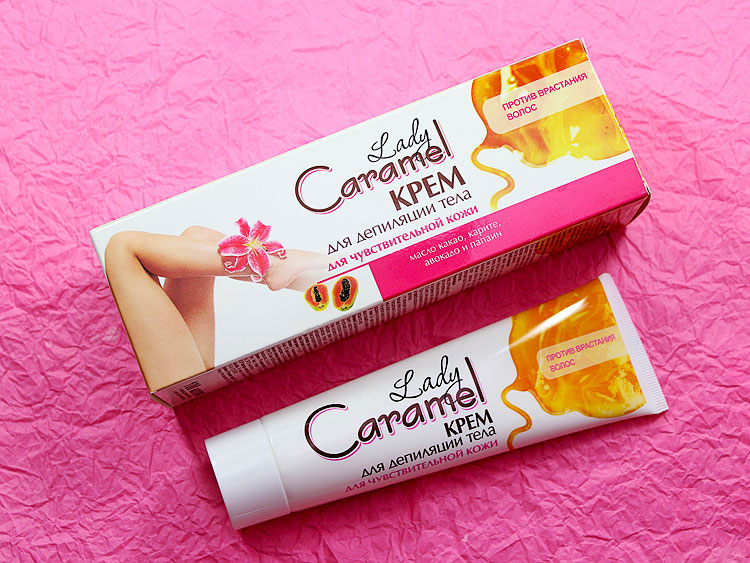 Lady
Caramel
КРЕМ
для депиляции тела
для чувствительной кожи
масло какао, карите,
авокадо и папаин
ПРОТИВ ВРАСТАНИЯ
ВОЛОС
Lady
Caramel
КРЕМ
для депиляции тела
для чувствительной кожи
ПРОТИВ ВРАСТАНИЯ
ВОЛОС